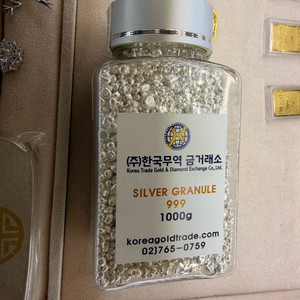 (주)한국무역 금거래소
Korea Trade Gold & Diamond Exchange Co., Ltd.
SILVER GRANULE
999
1000g
koreagoldtrade.com
02)765-0759